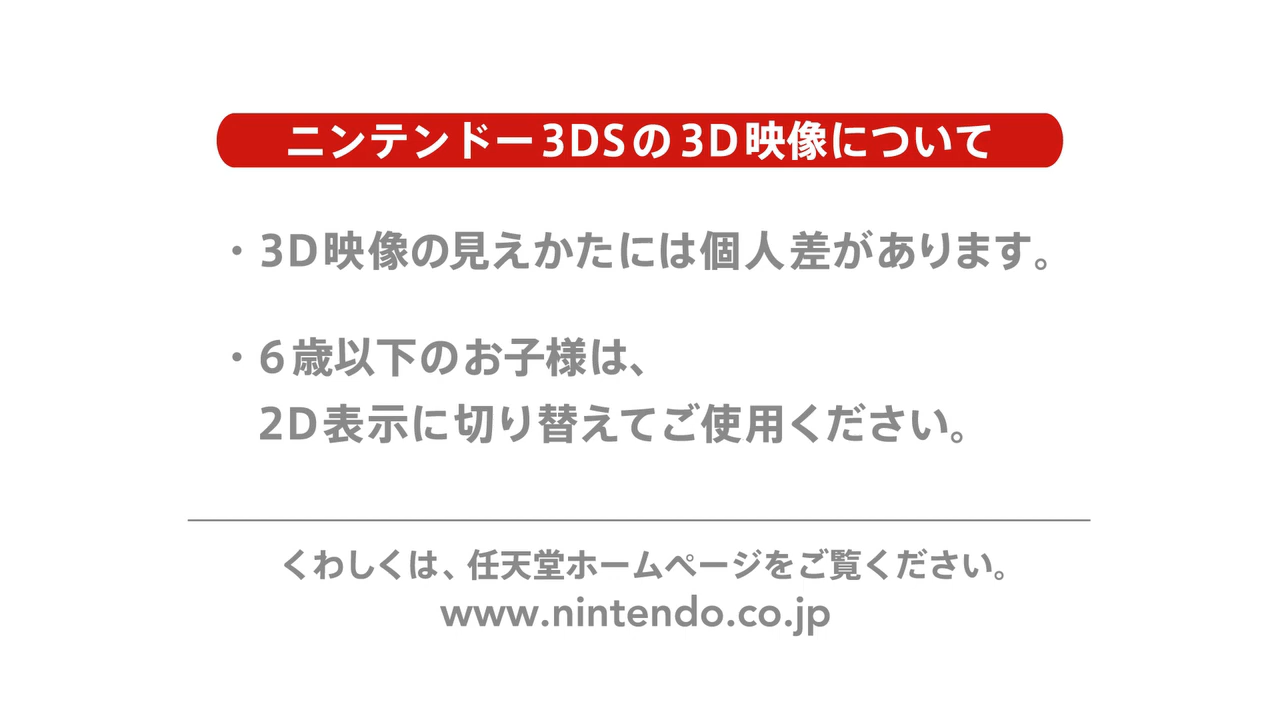 ニンテンドー3DSの3D映像について
・3D映像の見えかたには個人差があります。
・6歳以下のお子様は、
2D表示に切り替えてご使用ください。
くわしくは、任天堂ホームページをご覧ください。
www.nintendo.co.jp